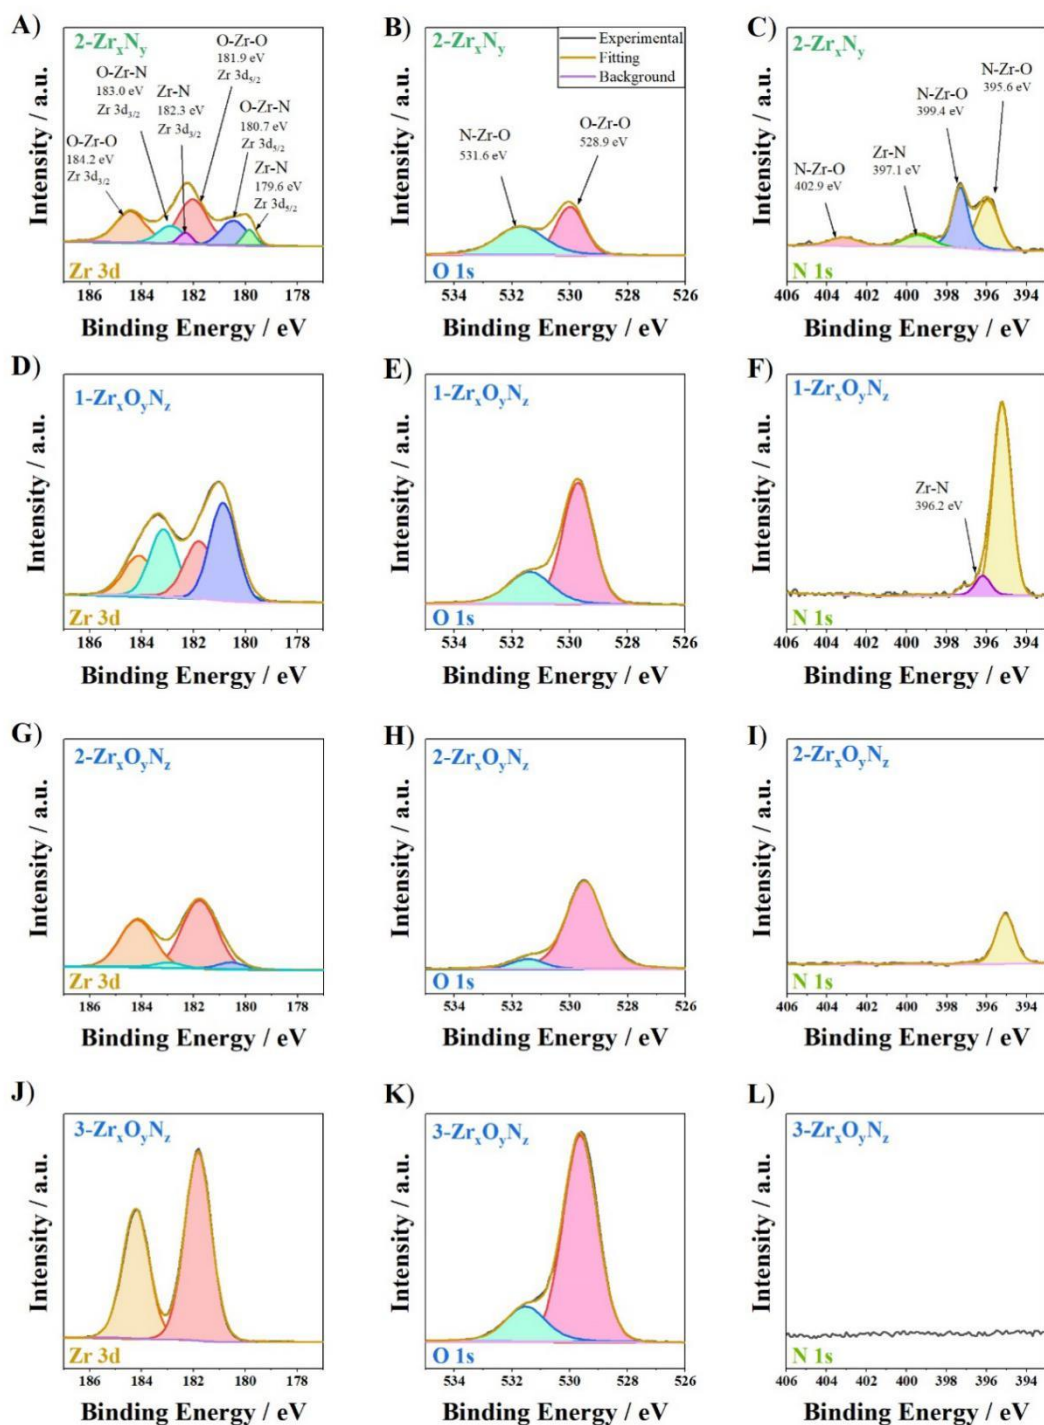 A)
2-ZrxNy
O-Zr-O
181.9 eV
Zr 3d5/2
O-Zr-N
183.0 eV
Zr 3d3/2
Zr-N
182.3 eV
Zr 3d3/2
O-Zr-N
180.7 eV
Zr 3d5/2
O-Zr-O
184.2 eV
Zr 3d3/2
Zr-N
179.6 eV
Zr 3d5/2
Zr 3d
Intensity / a.u.
186 184 182 180 178
Binding Energy / eV
B)
2-ZrxNy
Experimental
Fitting
Background
N-Zr-O
531.6 eV
O-Zr-O
528.9 eV
O 1s
Intensity / a.u.
534 532 530 528 526
Binding Energy / eV
C)
2-ZrxNy
N-Zr-O
395.6 eV
N-Zr-O
399.4 eV
Zr-N
397.1 eV
N-Zr-O
402.9 eV
N 1s
Intensity / a.u.
406 404 402 400 398 396 394
Binding Energy / eV
D)
1-ZrxOyNz
Zr 3d
Intensity / a.u.
186 184 182 180 178
Binding Energy / eV
E)
1-ZrxOyNz
O 1s
Intensity / a.u.
534 532 530 528 526
Binding Energy / eV
F)
1-ZrxOyNz
Zr-N
396.2 eV
N 1s
Intensity / a.u.
406 404 402 400 398 396 394
Binding Energy / eV
G)
2-ZrxOyNz
Zr 3d
Intensity / a.u.
186 184 182 180 178
Binding Energy / eV
H)
2-ZrxOyNz
O 1s
Intensity / a.u.
534 532 530 528 526
Binding Energy / eV
I)
2-ZrxOyNz
N 1s
Intensity / a.u.
406 404 402 400 398 396 394
Binding Energy / eV
J)
3-ZrxOyNz
Zr 3d
Intensity / a.u.
186 184 182 180 178
Binding Energy / eV
K)
3-ZrxOyNz
O 1s
Intensity / a.u.
534 532 530 528 526
Binding Energy / eV
L)
3-ZrxOyNz
N 1s
Intensity / a.u.
406 404 402 400 398 396 394
Binding Energy / eV